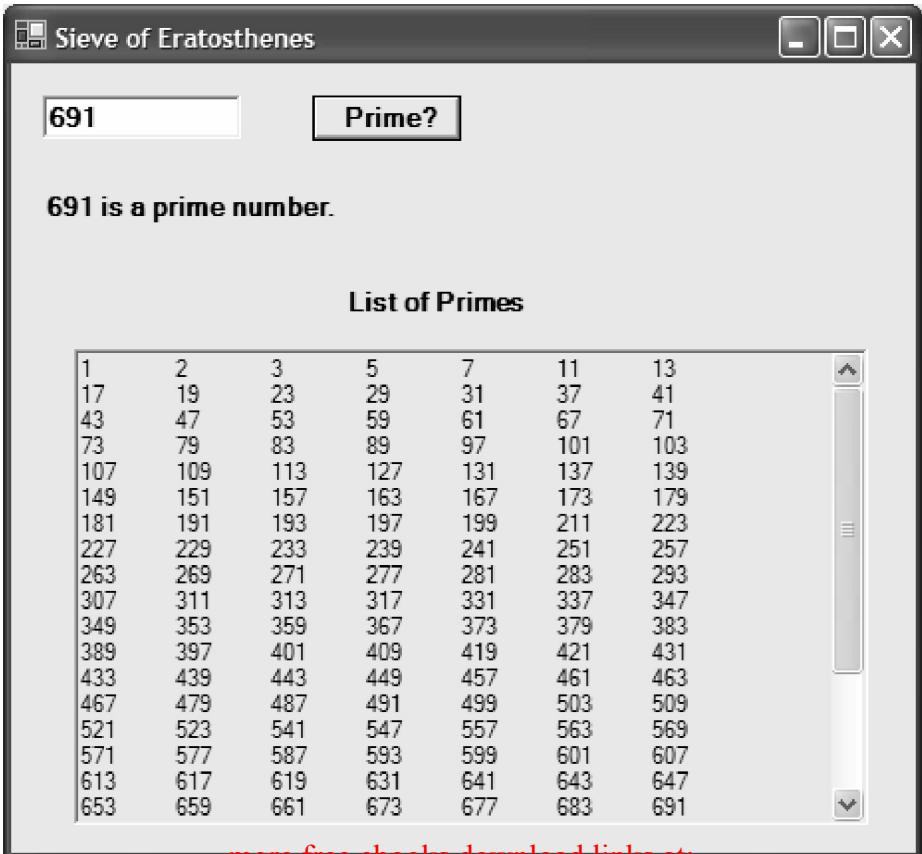 Sieve of Eratosthenes
691 Prime?
691 is a prime number.
List of Primes
1 2 3 5 7 11 13
17 19 23 29 31 37 41
43 47 53 59 61 67 71
73 79 83 89 97 101 103
107 109 113 127 131 137 139
149 151 157 163 167 173 179
181 191 193 197 199 211 223
227 229 233 239 241 251 257
263 269 271 277 281 283 293
307 311 313 317 331 337 347
349 353 359 367 373 379 383
389 397 401 409 419 421 431
433 439 443 449 457 461 463
467 479 487 491 499 503 509
521 523 541 547 557 563 569
571 577 587 593 599 601 607
613 617 619 631 641 643 647
653 659 661 673 677 683 691
more free ebooks download links at: